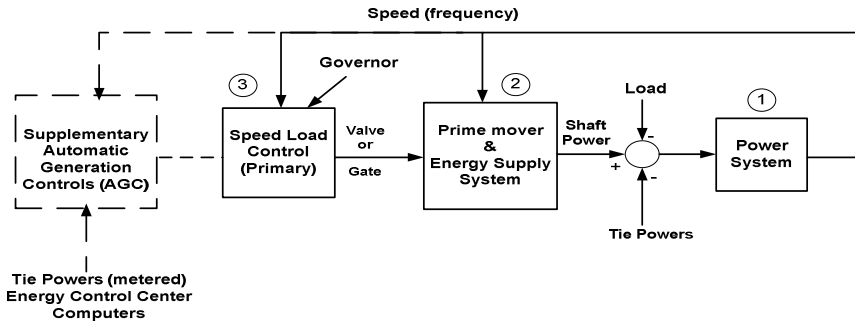 Speed (frequency)
3
Governor
2
Load
1
Supplementary
Automatic
Generation
Controls (AGC)
Speed Load
Control
(Primary)
Valve
or
Gate
Prime mover
&
Energy Supply
System
Shaft
Power
+
-
-
Power
System
Tie Powers
Tie Powers (metered)
Energy Control Center
Computers